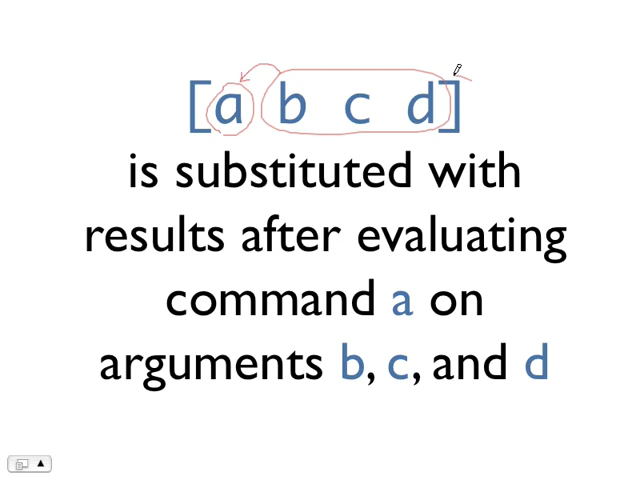 [a b c d]
is substituted with
results after evaluating
command a on
arguments b, c, and d